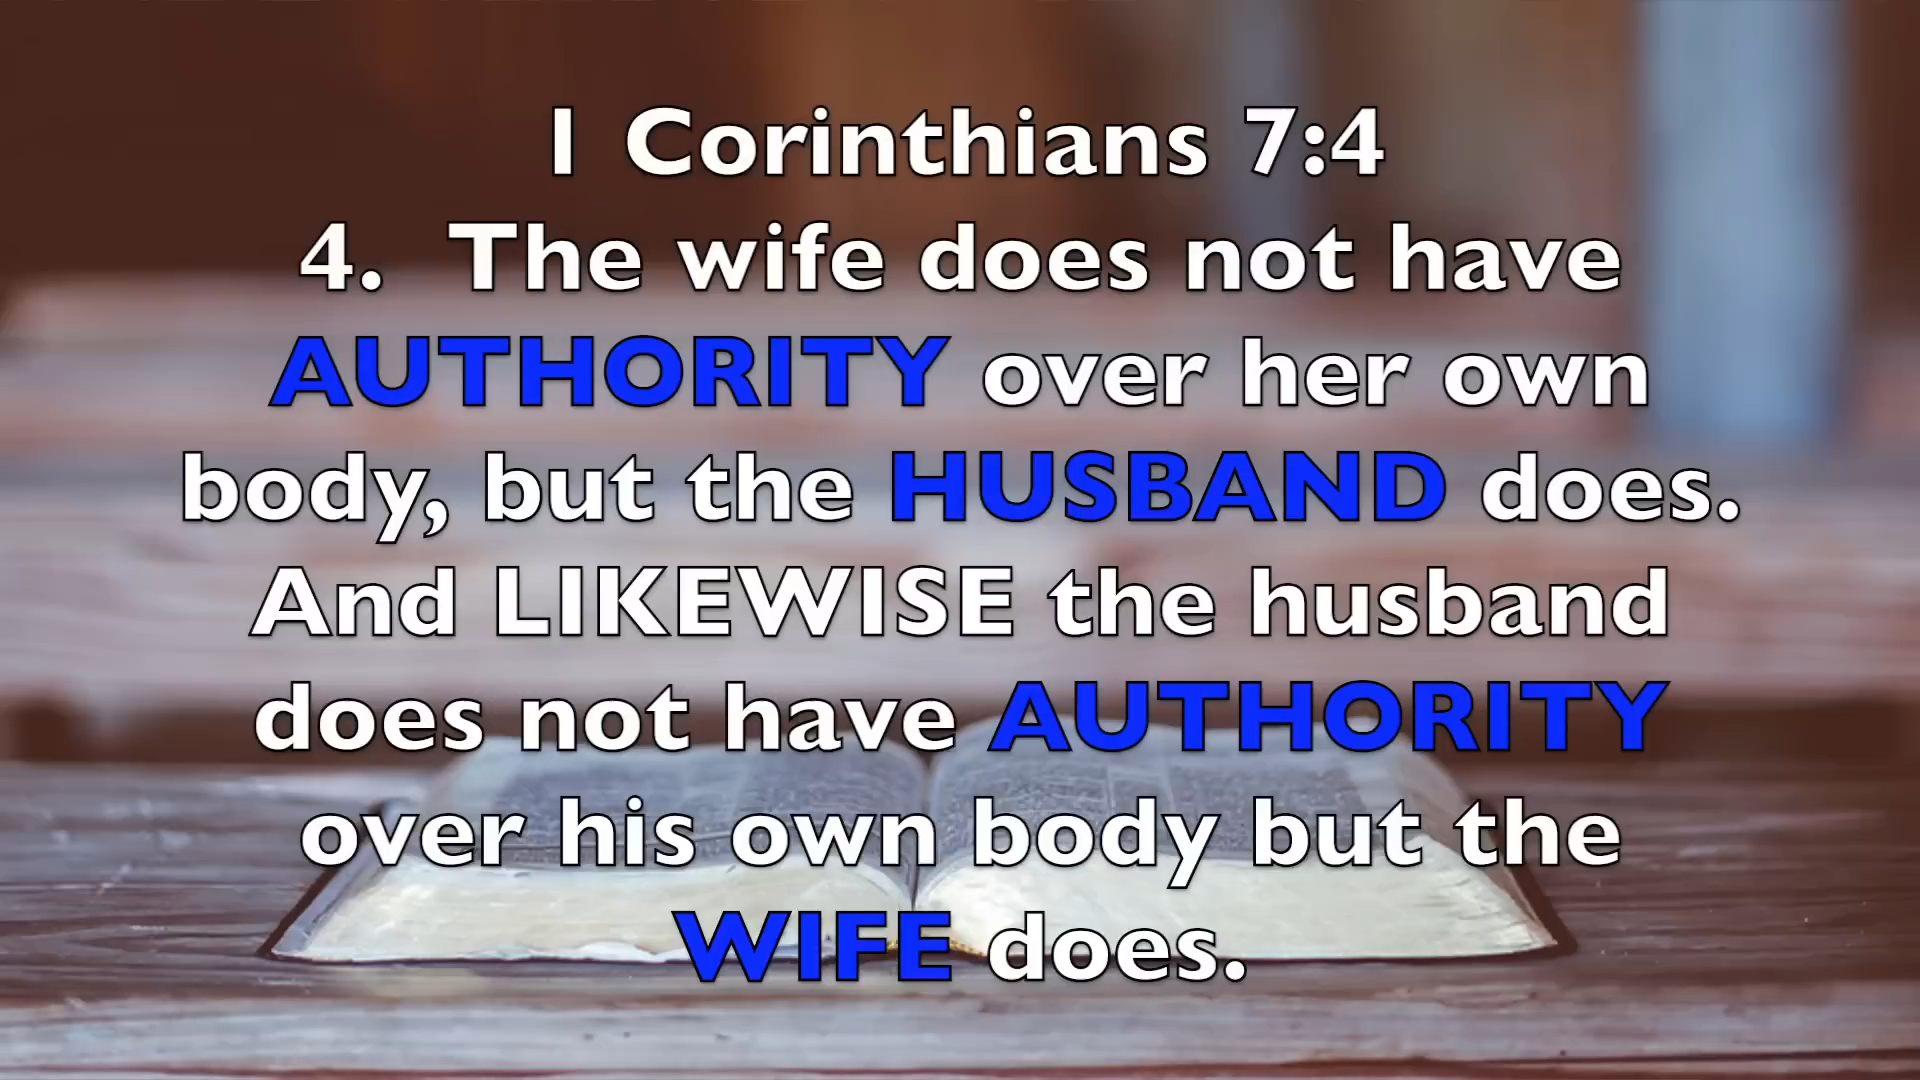 1 Corinthians 7:4
4. The wife does not have
AUTHORITY over her own
body, but the HUSBAND does.
And LIKEWISE the husband
does not have AUTHORITY
over his own body but the
WIFE does.